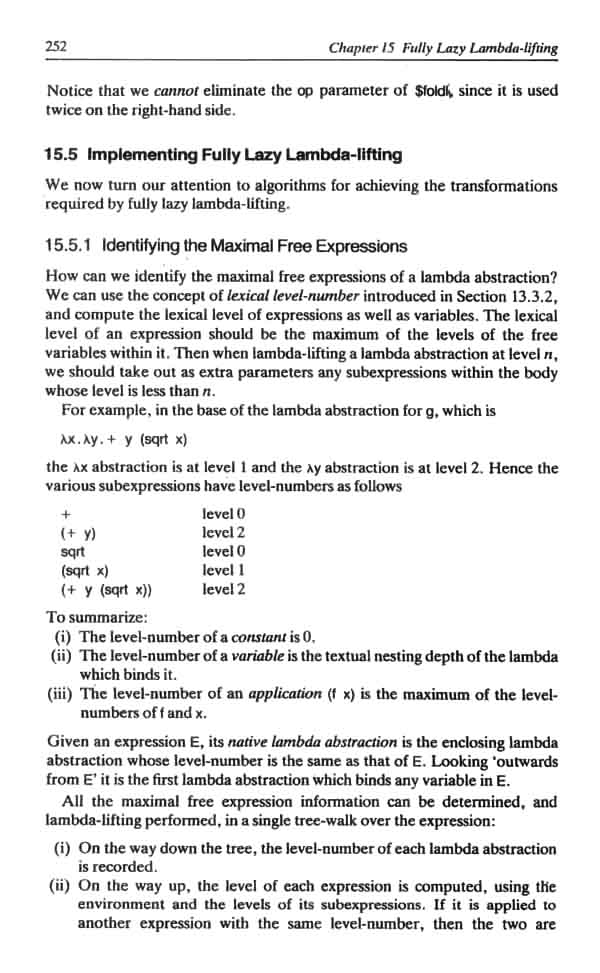 252
Chapter 15 Fully Lazy Lambda-lifting
Notice that we cannot eliminate the op parameter of $foldl, since it is used
twice on the right-hand side.
15.5 Implementing Fully Lazy Lambda-lifting
We now turn our attention to algorithms for achieving the transformations
required by fully lazy lambda-lifting.
15.5.1 Identifying the Maximal Free Expressions
How can we identify the maximal free expressions of a lambda abstraction?
We can use the concept of lexical level-number introduced in Section 13.3.2,
and compute the lexical level of expressions as well as variables. The lexical
level of an expression should be the maximum of the levels of the free
variables within it. Then when lambda-lifting a lambda abstraction at level n,
we should take out as extra parameters any subexpressions within the body
whose level is less than n.
For example, in the base of the lambda abstraction for g, which is
λx.λy.+ y (sqrt x)
the λx abstraction is at level 1 and the λy abstraction is at level 2. Hence the
various subexpressions have level-numbers as follows
+ level 0
(+ y) level 2
sqrt level 0
(sqrt x) level 1
(+ y (sqrt x)) level 2
To summarize:
(i) The level-number of a constant is 0.
(ii) The level-number of a variable is the textual nesting depth of the lambda
which binds it.
(iii) The level-number of an application (f x) is the maximum of the level-
numbers of f and x.
Given an expression E, its native lambda abstraction is the enclosing lambda
abstraction whose level-number is the same as that of E. Looking 'outwards
from E' it is the first lambda abstraction which binds any variable in E.
All the maximal free expression information can be determined, and
lambda-lifting performed, in a single tree-walk over the expression:
(i) On the way down the tree, the level-number of each lambda abstraction
is recorded.
(ii) On the way up, the level of each expression is computed, using the
environment and the levels of its subexpressions. If it is applied to
another expression with the same level-number, then the two are